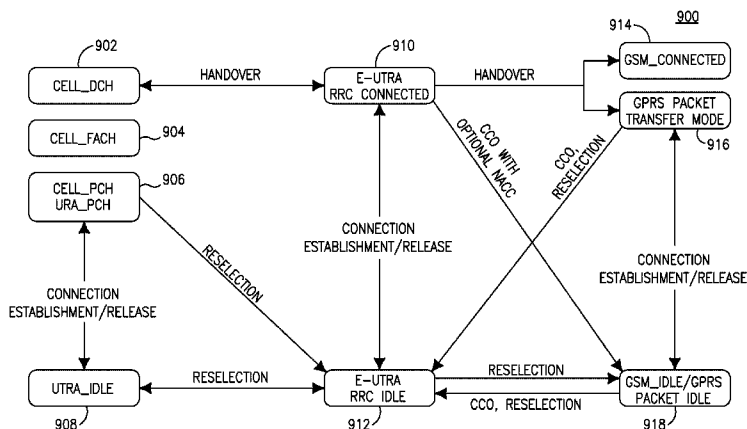 900
902
910
914
CELL_DCH
HANDOVER
E-UTRA
RRC CONNECTED
HANDOVER
GSM_CONNECTED
CELL_FACH
904
GPRS PACKET
TRANSFER MODE
916
CCO WITH
OPTIONAL NACC
CCO,
RESELECTION
CELL_PCH
URA_PCH
906
RESELECTION
CONNECTION
ESTABLISHMENT/RELEASE
CONNECTION
ESTABLISHMENT/RELEASE
CONNECTION
ESTABLISHMENT/RELEASE
UTRA_IDLE
908
RESELECTION
E-UTRA
RRC IDLE
912
RESELECTION
CCO, RESELECTION
GSM_IDLE/GPRS
PACKET IDLE
918